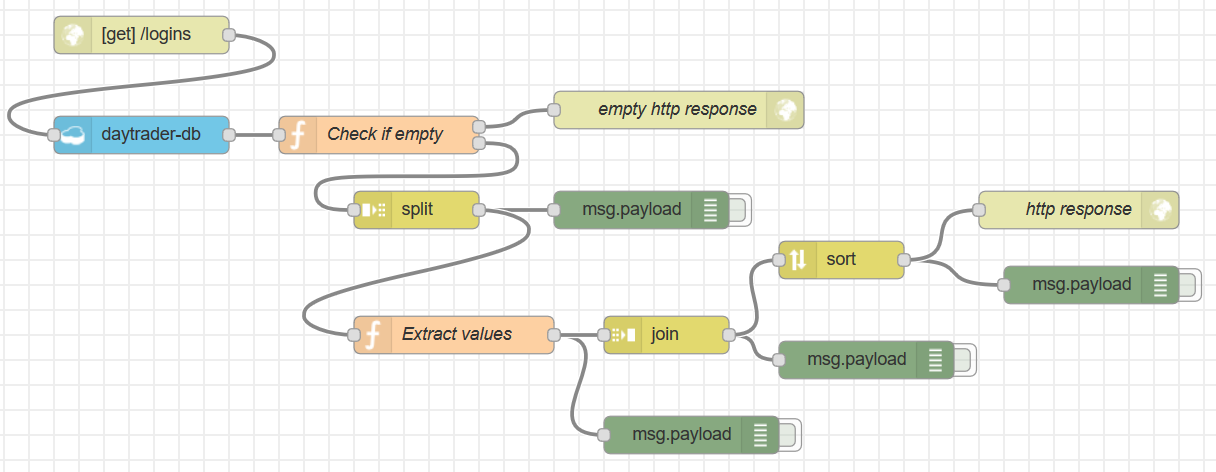 [get] /logins
empty http response
daytrader-db
Check if empty
split
msg.payload
http response
sort
msg.payload
Extract values
join
msg.payload
msg.payload